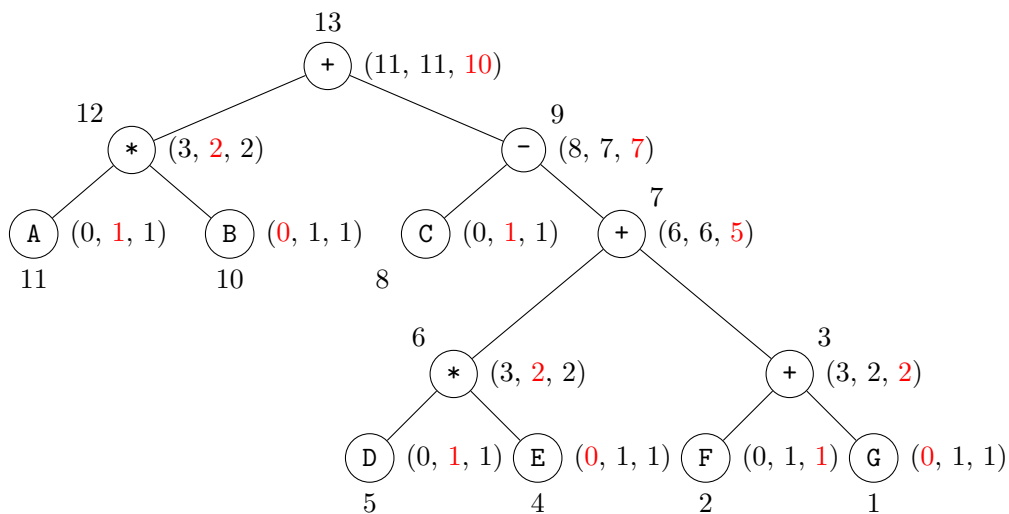 13
+ (11, 11, 10)
12 9
* (3, 2, 2) - (8, 7, 7)
7
A (0, 1, 1) B (0, 1, 1) C (0, 1, 1) + (6, 6, 5)
11 10 8
6 3
* (3, 2, 2) + (3, 2, 2)
D (0, 1, 1) E (0, 1, 1) F (0, 1, 1) G (0, 1, 1)
5 4 2 1